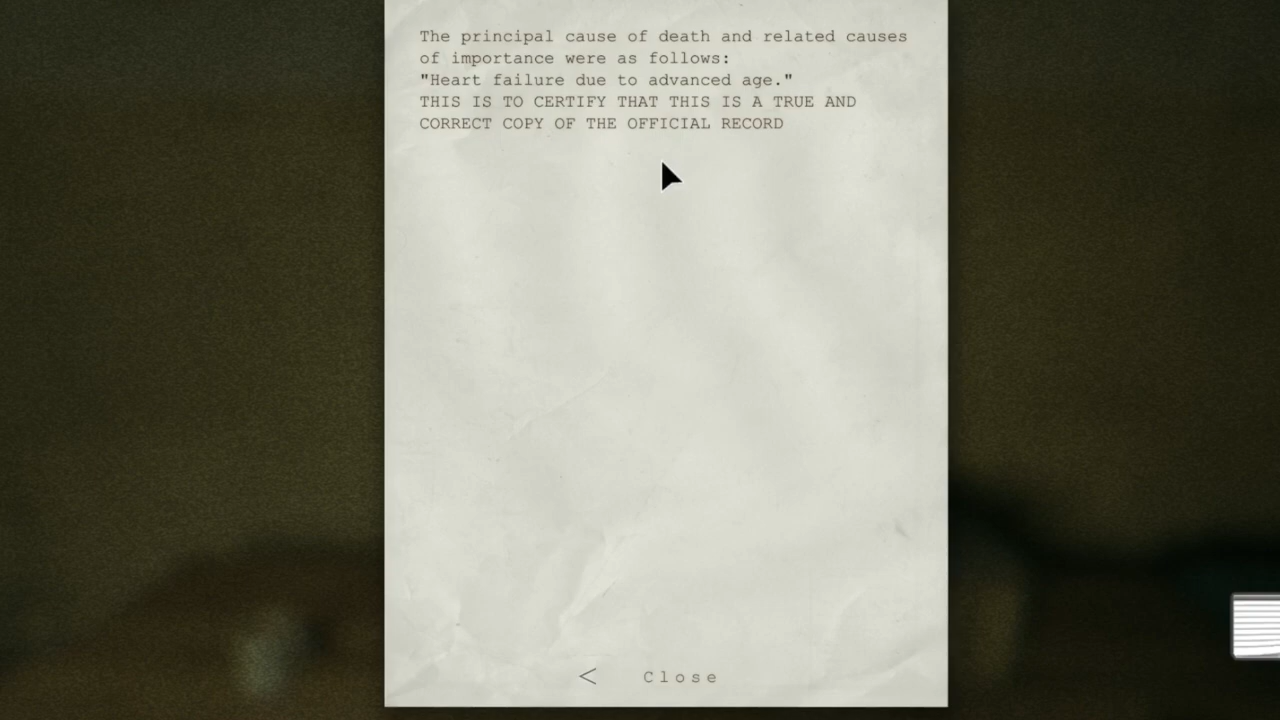 The principal cause of death and related causes
of importance were as follows:
"Heart failure due to advanced age."
THIS IS TO CERTIFY THAT THIS IS A TRUE AND
CORRECT COPY OF THE OFFICIAL RECORD
< Close